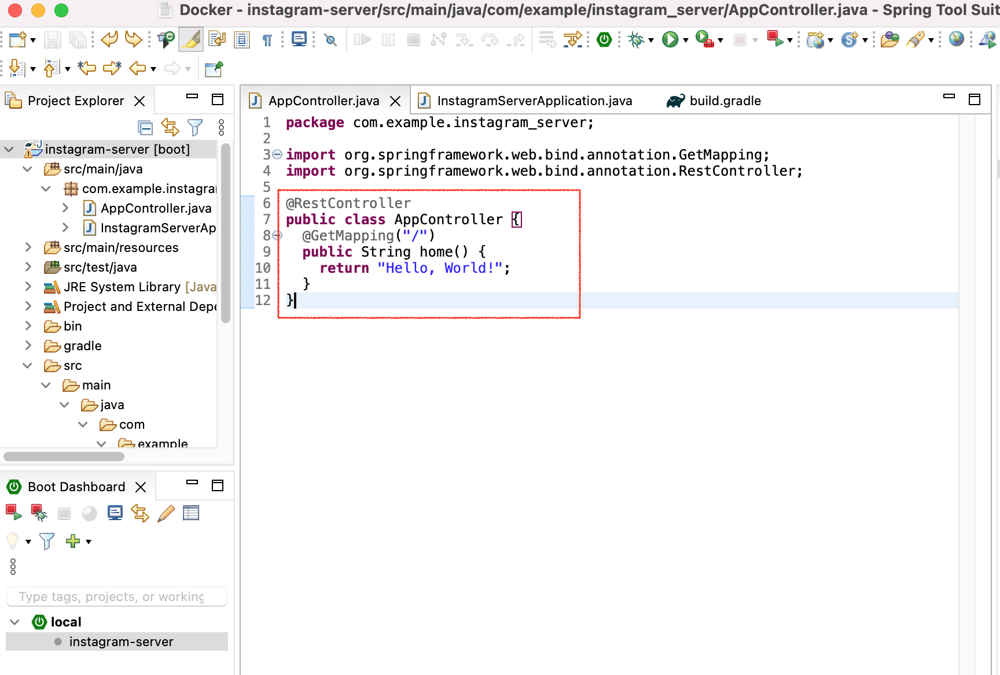 Docker - instagram-server/src/main/java/com/example/instagram_server/AppController.java - Spring Tool Suit
Project Explorer
instagram-server [boot]
src/main/java
com.example.instagra
AppController.java
InstagramServerAp
src/main/resources
src/test/java
JRE System Library [Java
Project and External Depe
bin
gradle
src
main
java
com
example
Boot Dashboard
Type tags, projects, or working
local
instagram-server
AppController.java
InstagramServerApplication.java
build.gradle
1 package com.example.instagram_server;
2
3 import org.springframework.web.bind.annotation.GetMapping;
4 import org.springframework.web.bind.annotation.RestController;
5
6 @RestController
7 public class AppController {
8 @GetMapping("/")
9 public String home() {
10 return "Hello, World!";
11 }
12 }